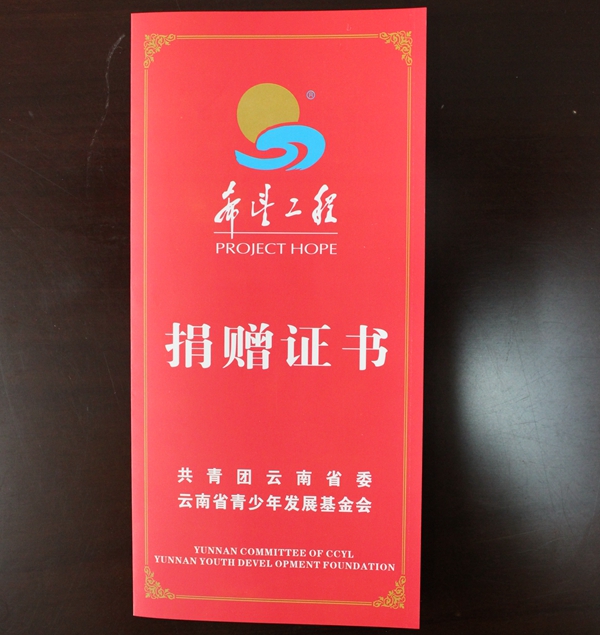 ®
希望工程
PROJECT HOPE
捐赠证书
共青团云南省委
云南省青少年发展基金会
YUNNAN COMMITTEE OF CCYL
YUNNAN YOUTH DEVEL OPMENT FOUNDATION